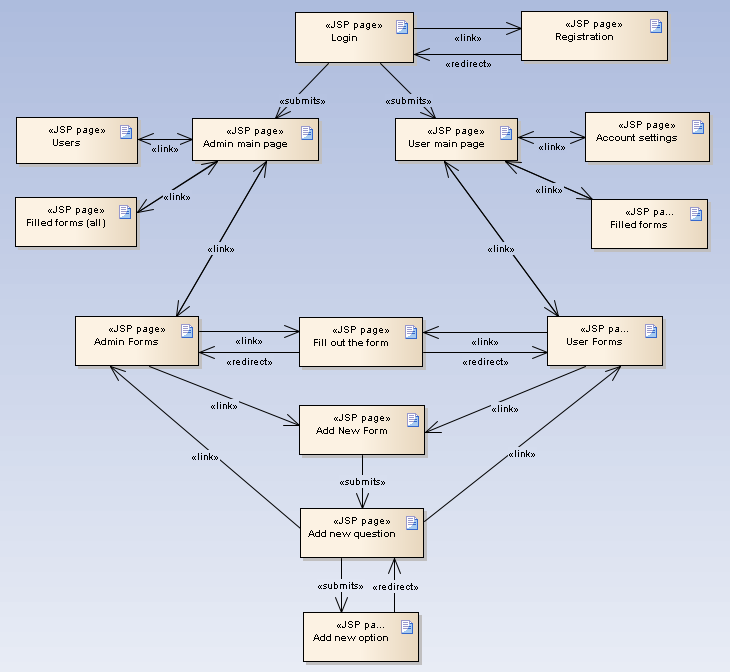 «JSP page»
Login
«link»
«redirect»
«JSP page»
Registration
«submits»
«submits»
«JSP page»
Users
«link»
«JSP page»
Admin main page
«JSP page»
User main page
«link»
«JSP page»
Account settings
«JSP page»
Filled forms (all)
«link»
«link»
«JSP pa...
Filled forms
«link»
«link»
«JSP page»
Admin Forms
«link»
«redirect»
«JSP page»
Fill out the form
«link»
«redirect»
«JSP pa...
User Forms
«link»
«JSP page»
Add New Form
«link»
«link»
«submits»
«link»
«JSP page»
Add new question
«submits»
«redirect»
«JSP pa...
Add new option